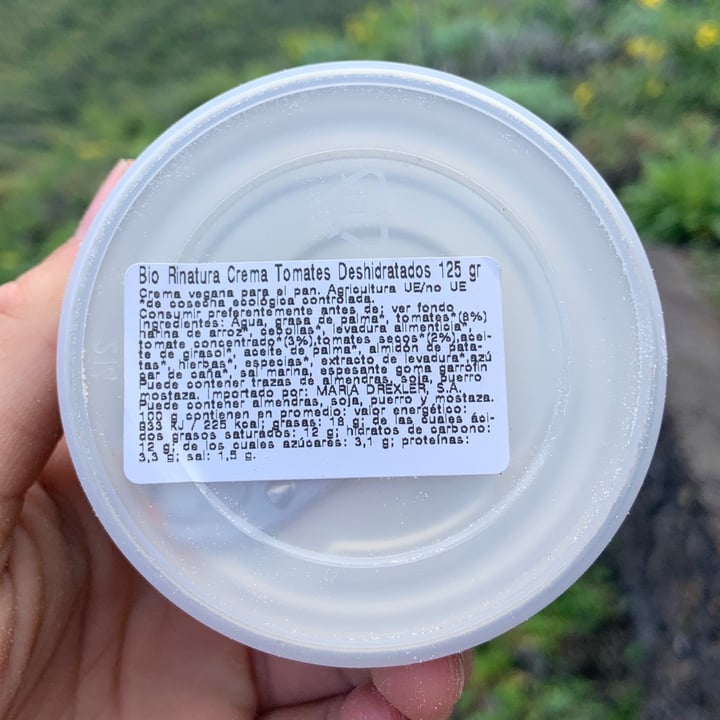 Bio Rinatura Crema Tomates Deshidratados 125 gr
Crema vegana para el pan. Agricultura UE/no UE
*de cosecha ecológica controlada.
Consumir preferentemente antes de: ver fondo
Ingredientes: Agua, grasa de palma*, tomates*(8%)
harina de arroz*, cebollas*, levadura alimenticia*,
tomate concentrado*(3%),tomates secos*(2%),acei-
te de girasol*, aceite de palma*, almidón de pata-
tas*, hierbas*, especias*, extracto de levadura*,azú
car de caña*, sal marina, espesante goma garrofín
Puede contener trazas de almendras, soja, puerro
mostaza. Importado por: MARÍA DREXLER, S.A.
Puede contener almendras, soja, puerro y mostaza.
100 g contienen en promedio: valor energético:
933 KJ / 225 kcal; grasas: 18 g; de las cuales áci-
dos grasos saturados: 12 g; hidratos de carbono:
12 g; de los cuales azúcares: 3,1 g; proteínas:
3,3 g; sal: 1,5 g.